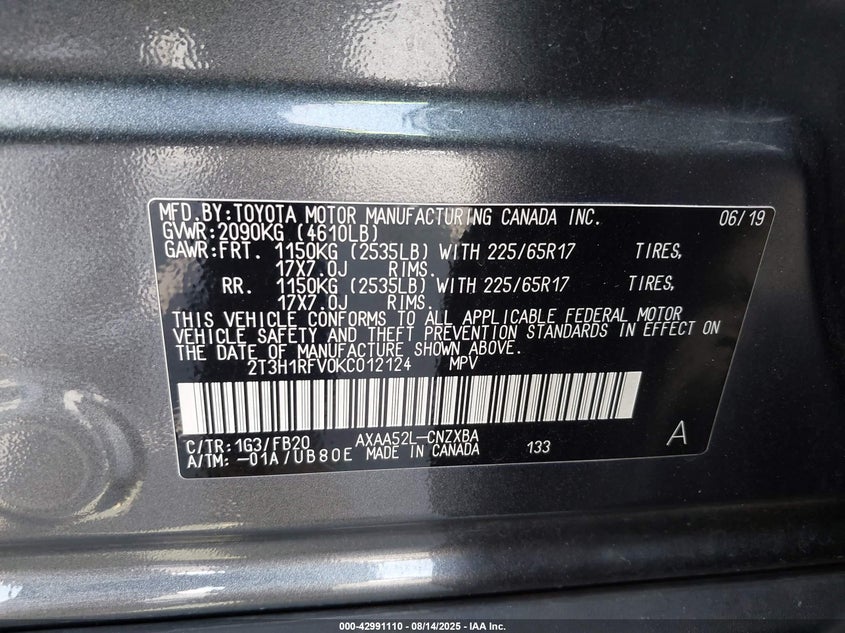 MFD.BY:TOYOTA MOTOR MANUFACTURING CANADA INC. 06/19
GVWR:2090KG (4610LB)
GAWR:FRT. 1150KG (2535LB) WITH 225/65R17 TIRES,
17X7.0J RIMS.
RR. 1150KG (2535LB) WITH 225/65R17 TIRES,
17X7.0J RIMS.
THIS VEHICLE CONFORMS TO ALL APPLICABLE FEDERAL MOTOR
VEHICLE SAFETY AND THEFT PREVENTION STANDARDS IN EFFECT ON
THE DATE OF MANUFACTURE SHOWN ABOVE.
2T3H1RFV0KC012124 MPV
C/TR:1G3/FB20 AXAA52L-CNZXBA
A/TM:-01A/UB80E MADE IN CANADA 133 A
000-42991110 - 08/14/2025 - IAA Inc.